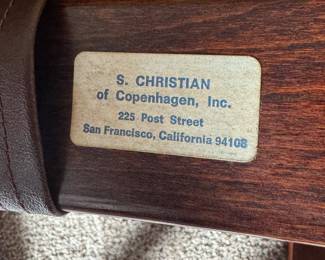 S. CHRISTIAN
of Copenhagen, Inc.
225 Post Street
San Francisco, California 94108